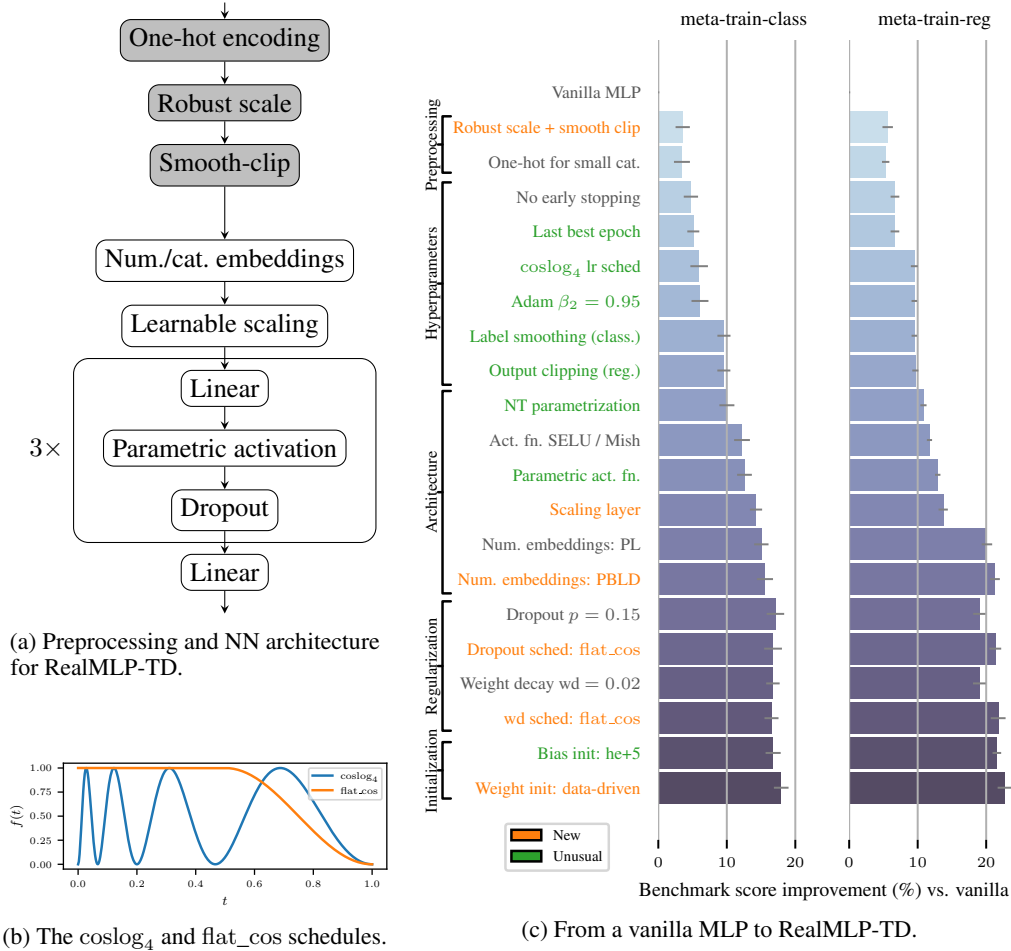 One-hot encoding
Robust scale
Smooth-clip
Num./cat. embeddings
Learnable scaling
3×
Linear
Parametric activation
Dropout
Linear
(a) Preprocessing and NN architecture
for RealMLP-TD.
1.00
0.75
0.50
0.25
0.00
f(t)
coslog₄
flat_cos
0.0
0.2
0.4
0.6
0.8
1.0
t
(b) The coslog₄ and flat_cos schedules.
meta-train-class
meta-train-reg
Vanilla MLP
Preprocessing
Robust scale + smooth clip
One-hot for small cat.
Hyperparameters
No early stopping
Last best epoch
coslog₄ lr sched
Adam β₂ = 0.95
Label smoothing (class.)
Output clipping (reg.)
Architecture
NT parametrization
Act. fn. SELU / Mish
Parametric act. fn.
Scaling layer
Num. embeddings: PL
Num. embeddings: PBLD
Regularization
Dropout p = 0.15
Dropout sched: flat_cos
Weight decay wd = 0.02
wd sched: flat_cos
Initialization
Bias init: he+5
Weight init: data-driven
New
Unusual
0
10
20
0
10
20
Benchmark score improvement (%) vs. vanilla
(c) From a vanilla MLP to RealMLP-TD.